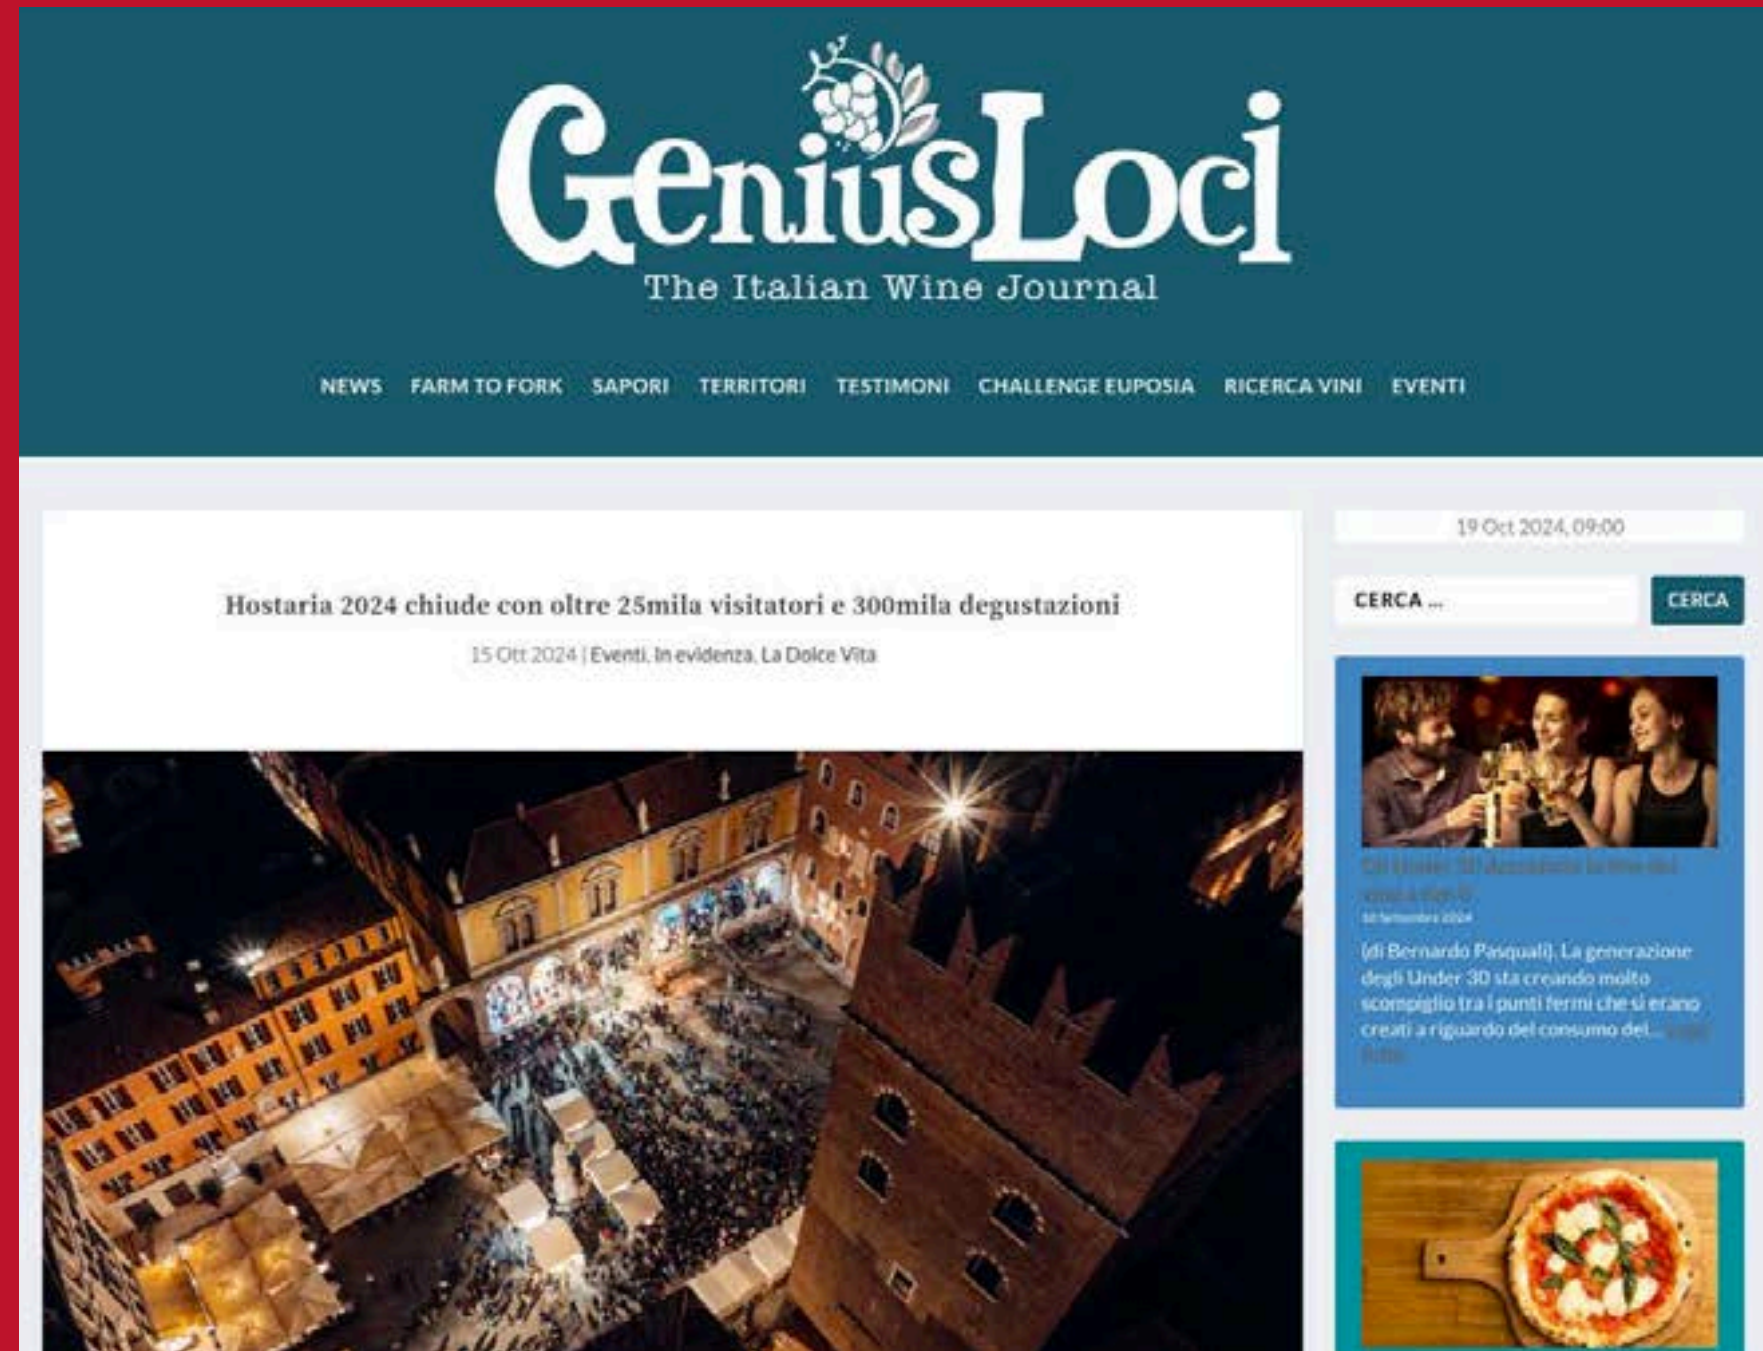 GeniusLoci
The Italian Wine Journal
NEWS FARM TO FORK SAPORI TERRITORI TESTIMONI CHALLENGE EUPOSIA RICERCA VINI EVENTI
Hostaria 2024 chiude con oltre 25mila visitatori e 300mila degustazioni
15 Ott 2024 | Eventi, In evidenza, La Dolce Vita
19 Oct 2024, 09:00
CERCA ... CERCA
(di Bernardo Pasquali). La generazione
degli Under 30 sta creando molto
scompiglio tra i punti fermi che si erano
creati a riguardo del consumo del...